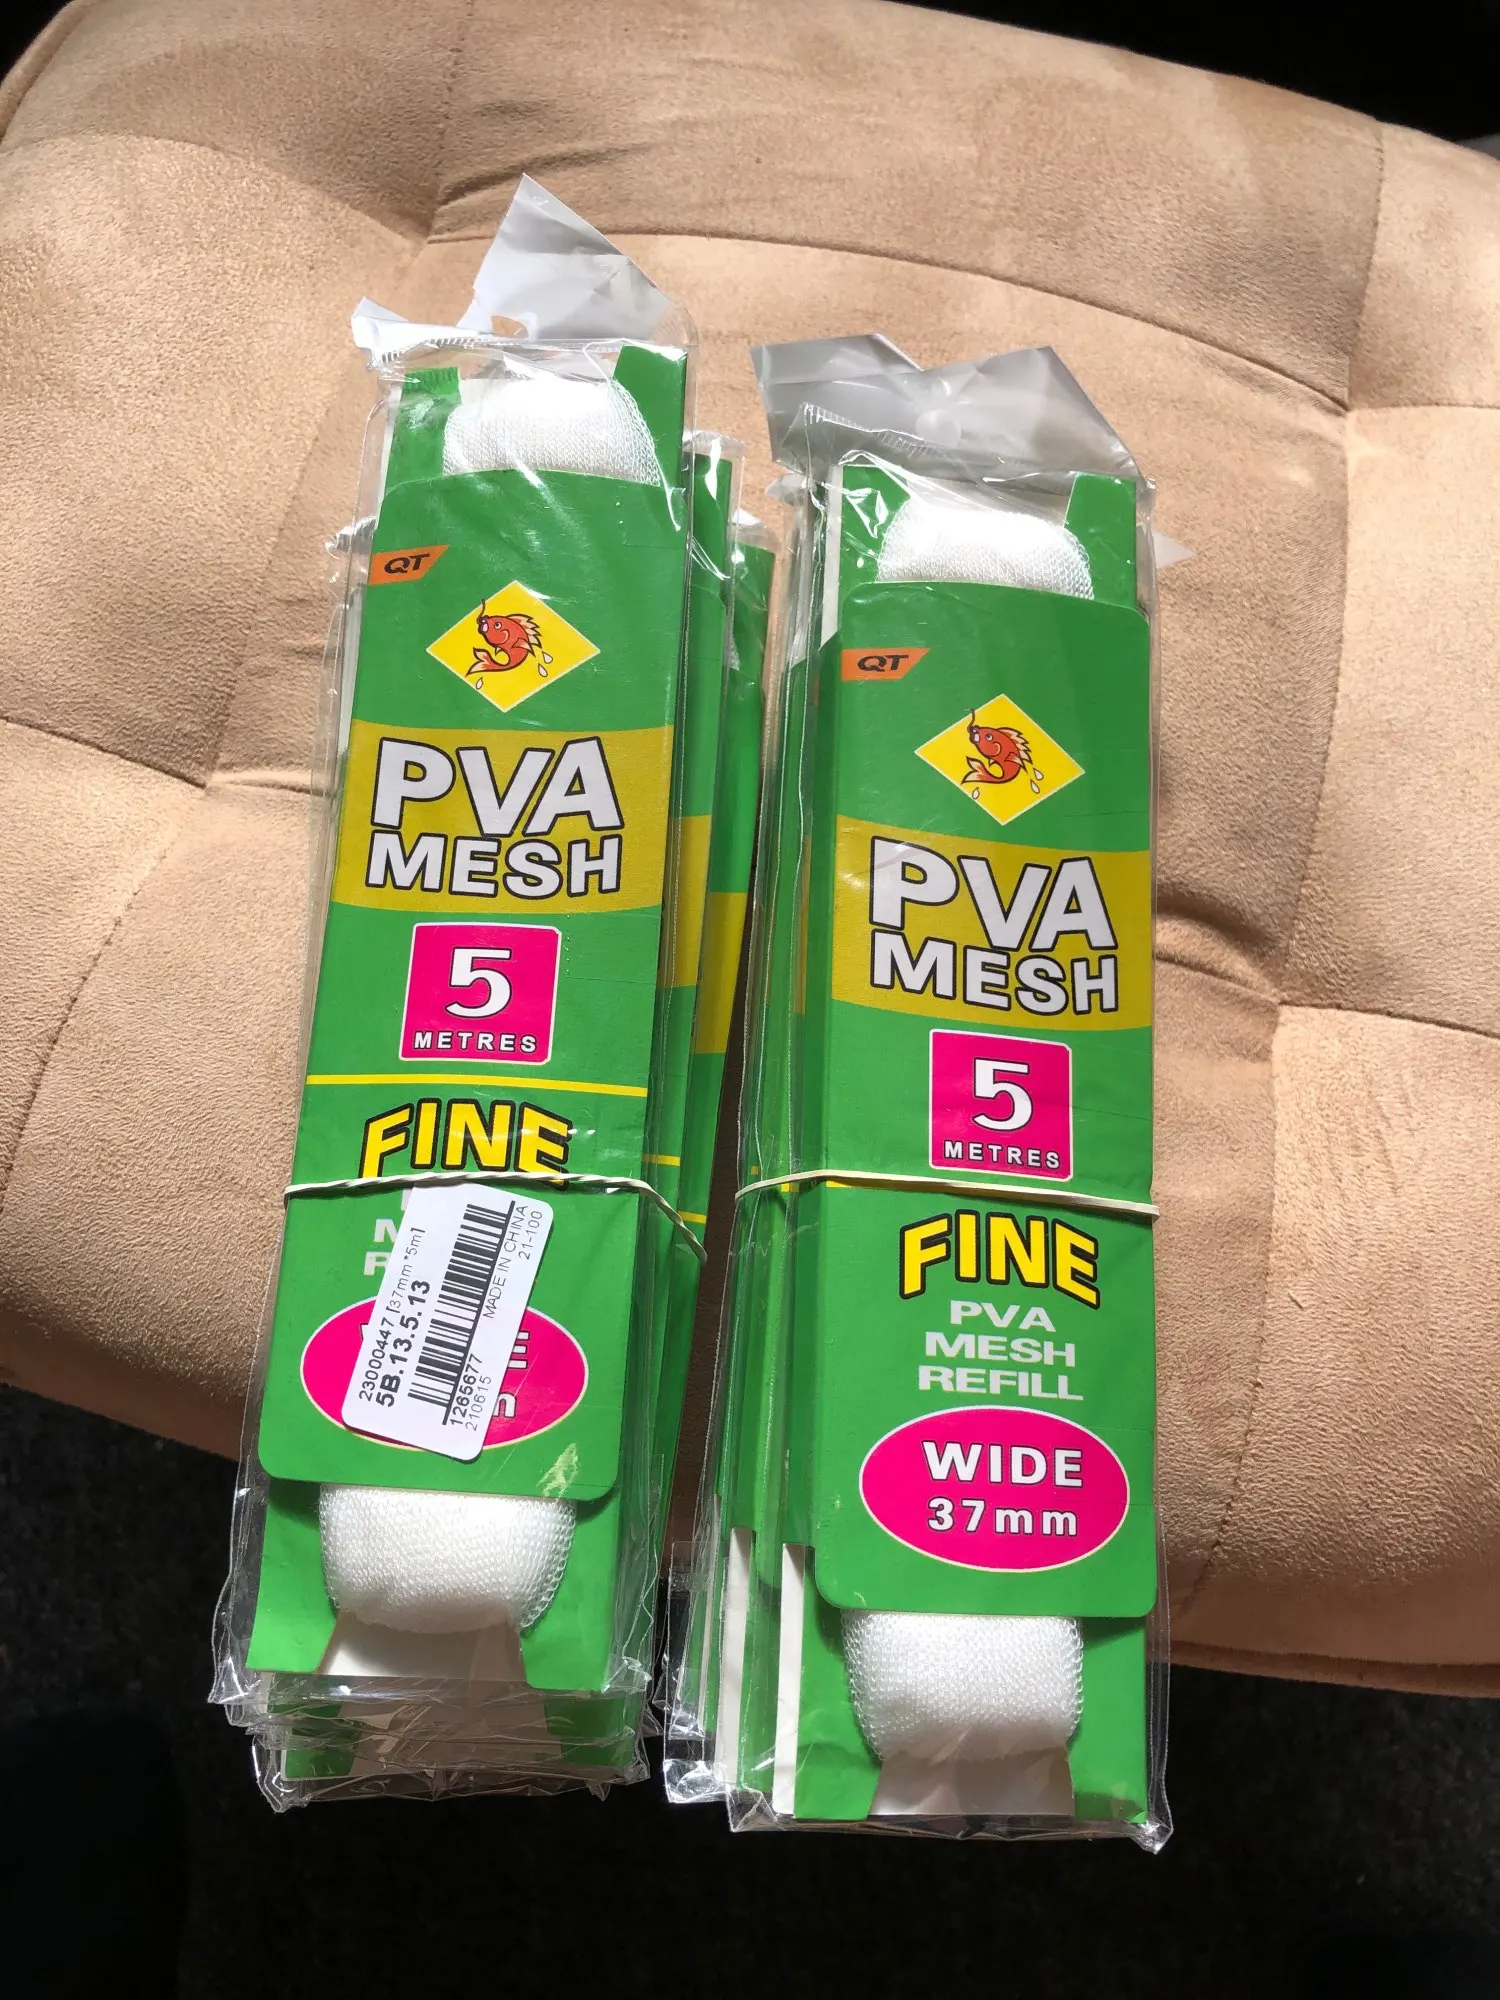 QT
PVA
MESH
5
METRES
FINE
23000447 [37mm*5m]
5B.13.5.13
1265677
210615
MADE IN CHINA
21-100
QT
PVA
MESH
5
METRES
FINE
PVA
MESH
REFILL
WIDE
37mm